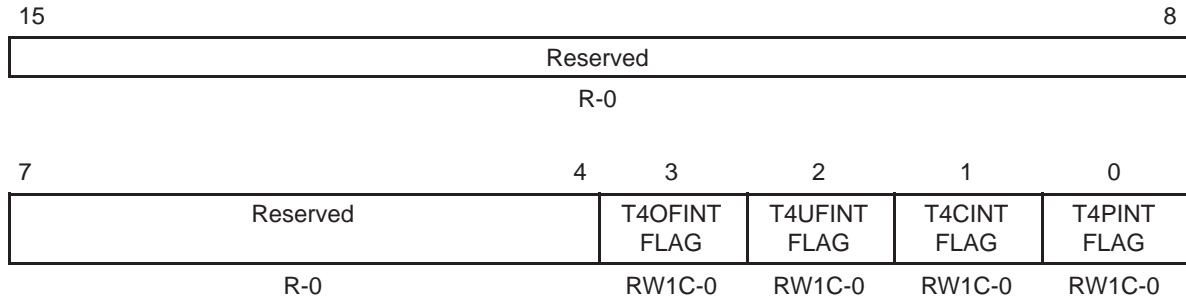 15 8
Reserved
R-0
7 4 3 2 1 0
Reserved T4OFINT T4UFINT T4CINT T4PINT
FLAG FLAG FLAG FLAG
R-0 RW1C-0 RW1C-0 RW1C-0 RW1C-0